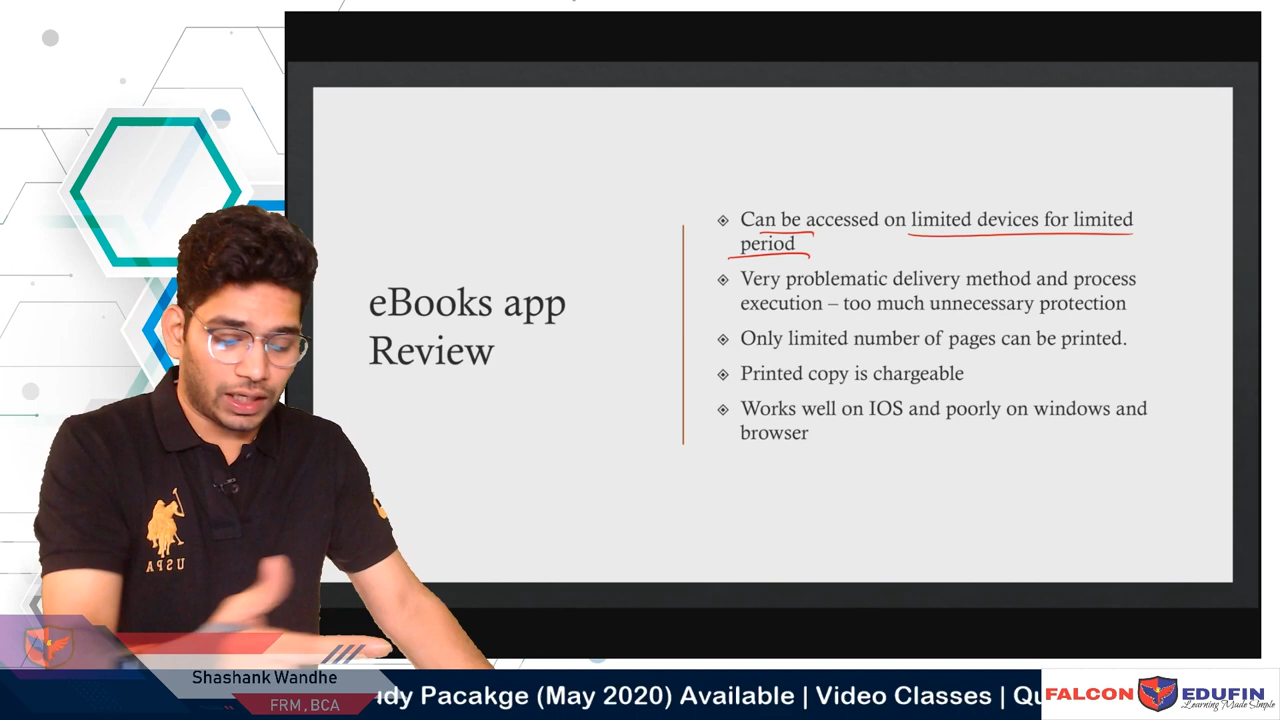 eBooks app
Review
◈ Can be accessed on limited devices for limited
period
◈ Very problematic delivery method and process
execution – too much unnecessary protection
◈ Only limited number of pages can be printed.
◈ Printed copy is chargeable
◈ Works well on IOS and poorly on windows and
browser
USPA
Shashank Wandhe
FRM , BCA
udy Pacakge (May 2020) Available | Video Classes | Qu
FALCON EDUFIN
Learning Made Simple